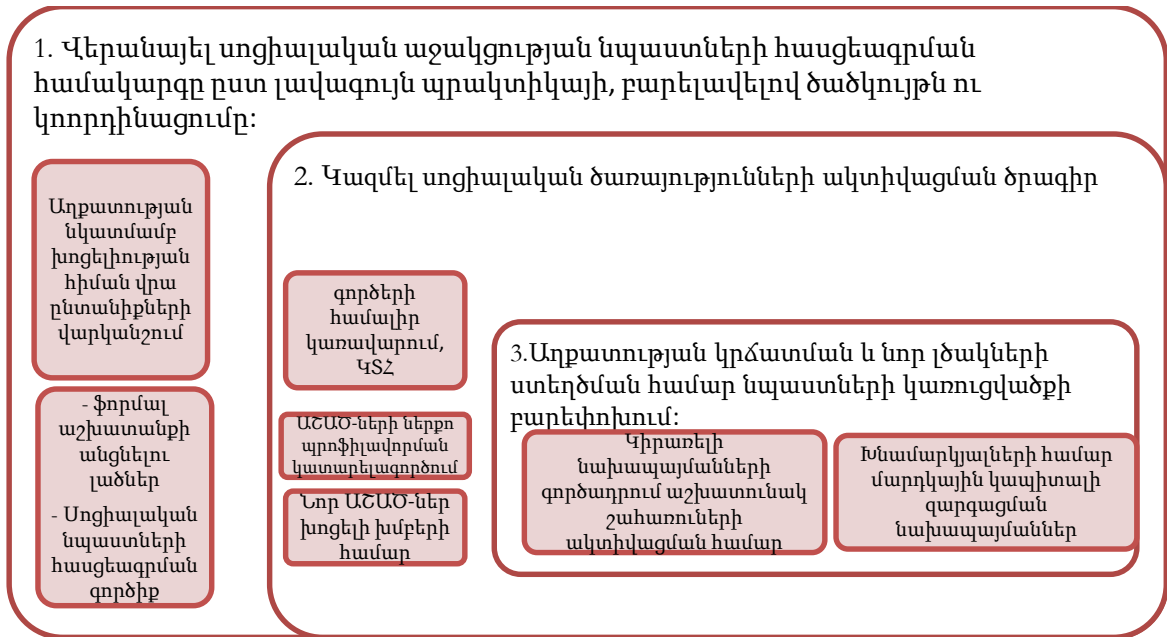 1. Վերանայել սոցիալական աջակցության նպաստների հասցեագրման
համակարգը ըստ լավագույն պրակտիկայի, բարելավելով ծածկույթն ու
կոորդինացումը:
Աղքատության
նկատմամբ
խոցելիության
հիման վրա
ընտանիքների
վարկանշում
- ֆորմալ
աշխատանքի
անցնելու
լաձներ
- Սոցիալական
նպաստների
հասցեագրման
գործիք
2. Կազմել սոցիալական ծառայությունների ակտիվացման ծրագիր
գործերի
համալիր
կառավարում,
ԿՏՀ
ԱՇԱԾ-ների ներքո
պրոֆիլավորման
կատարելագործում
Նոր ԱՇԱԾ-ներ
խոցելի խմբերի
համար
3.Աղքատության կրճատման և նոր լծակների
ստեղծման համար նպաստների կառուցվածքի
բարեփոխում:
Կիրառելի
նախապայմանների
գործադրում աշխատունակ
շահառուների
ակտիվացման համար
Խնամարկյալների համար
մարդկային կապիտալի
զարգացման
նախապայմաններ